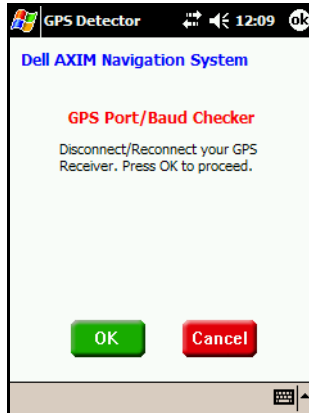 GPS Detector 12:09 ok
Dell AXIM Navigation System
GPS Port/Baud Checker
Disconnect/Reconnect your GPS
Receiver. Press OK to proceed.
OK Cancel